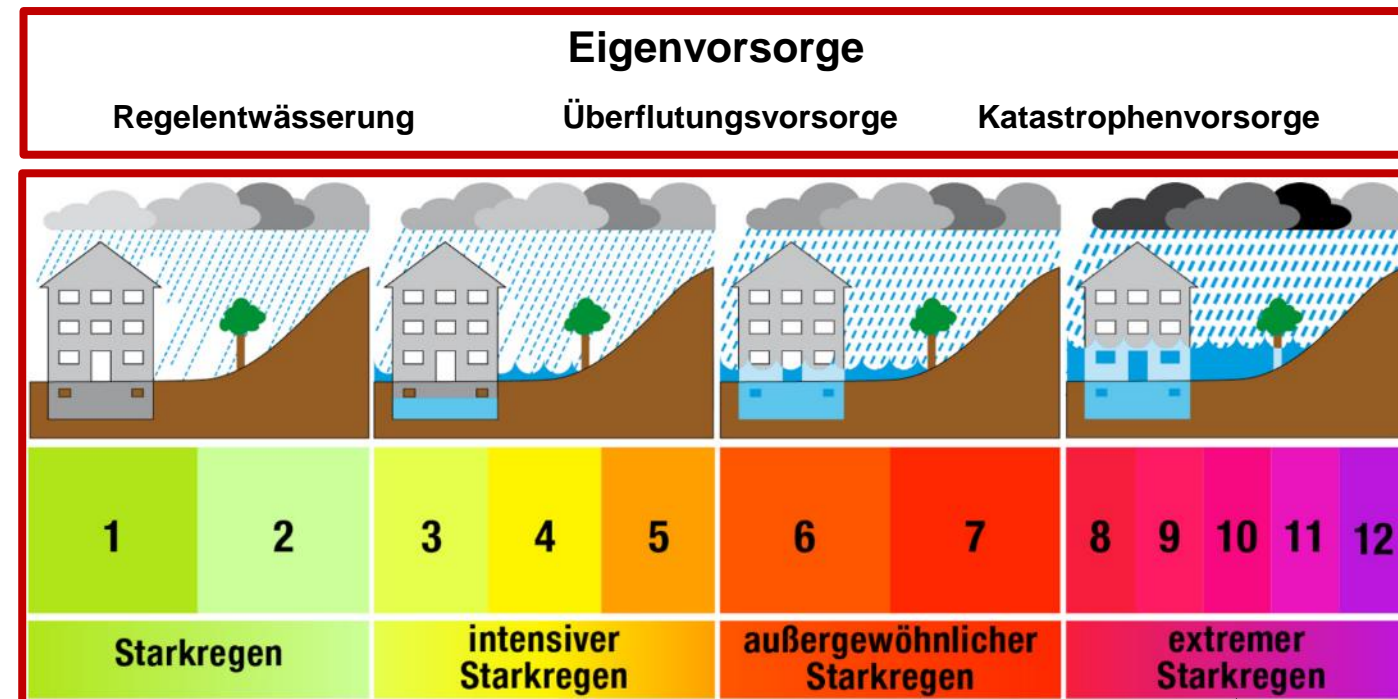 Eigenvorsorge
Regelentwässerung Überflutungsvorsorge Katastrophenvorsorge
1 2 3 4 5 6 7 8 9 10 11 12
Starkregen
intensiver
Starkregen
außergewöhnlicher
Starkregen
extremer
Starkregen